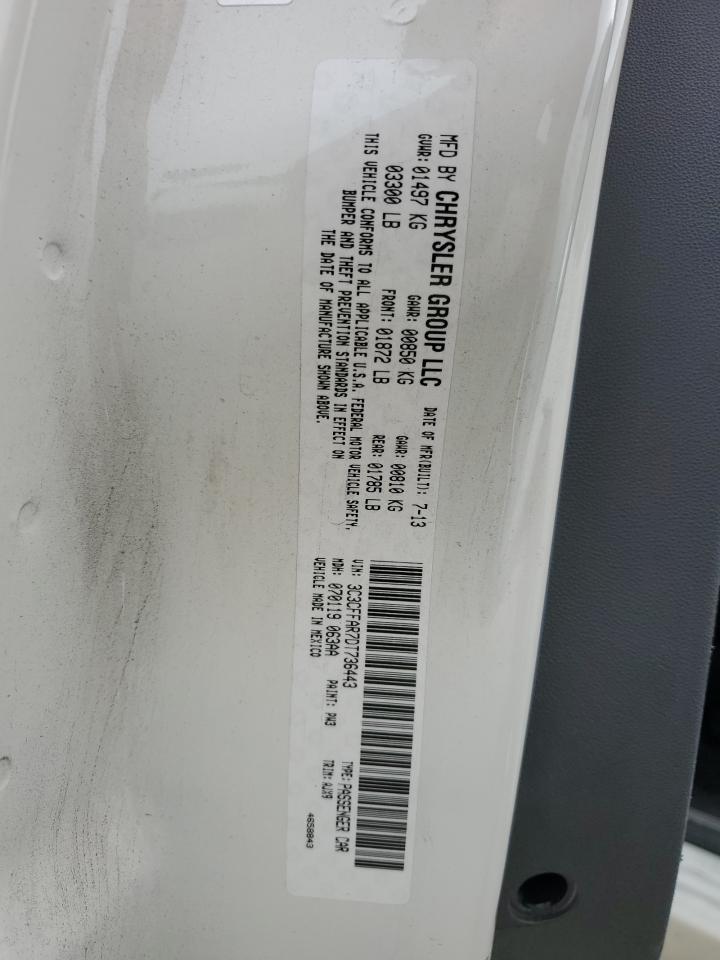 MFD BY CHRYSLER GROUP LLC DATE OF MFR(BUILT): 7-13
GVWR: 01497 KG GAWR: 00850 KG GAWR: 00810 KG
03300 LB FRONT: 01872 LB REAR: 01785 LB
THIS VEHICLE CONFORMS TO ALL APPLICABLE U.S.A. FEDERAL MOTOR VEHICLE SAFETY,
BUMPER AND THEFT PREVENTION STANDARDS IN EFFECT ON
THE DATE OF MANUFACTURE SHOWN ABOVE.
VIN: 3C3CFFAR7DT736443 TYPE: PASSENGER CAR
MDH: 070119 063AA PAINT: PW3 TRIM: AJX9
VEHICLE MADE IN MEXICO 4658843